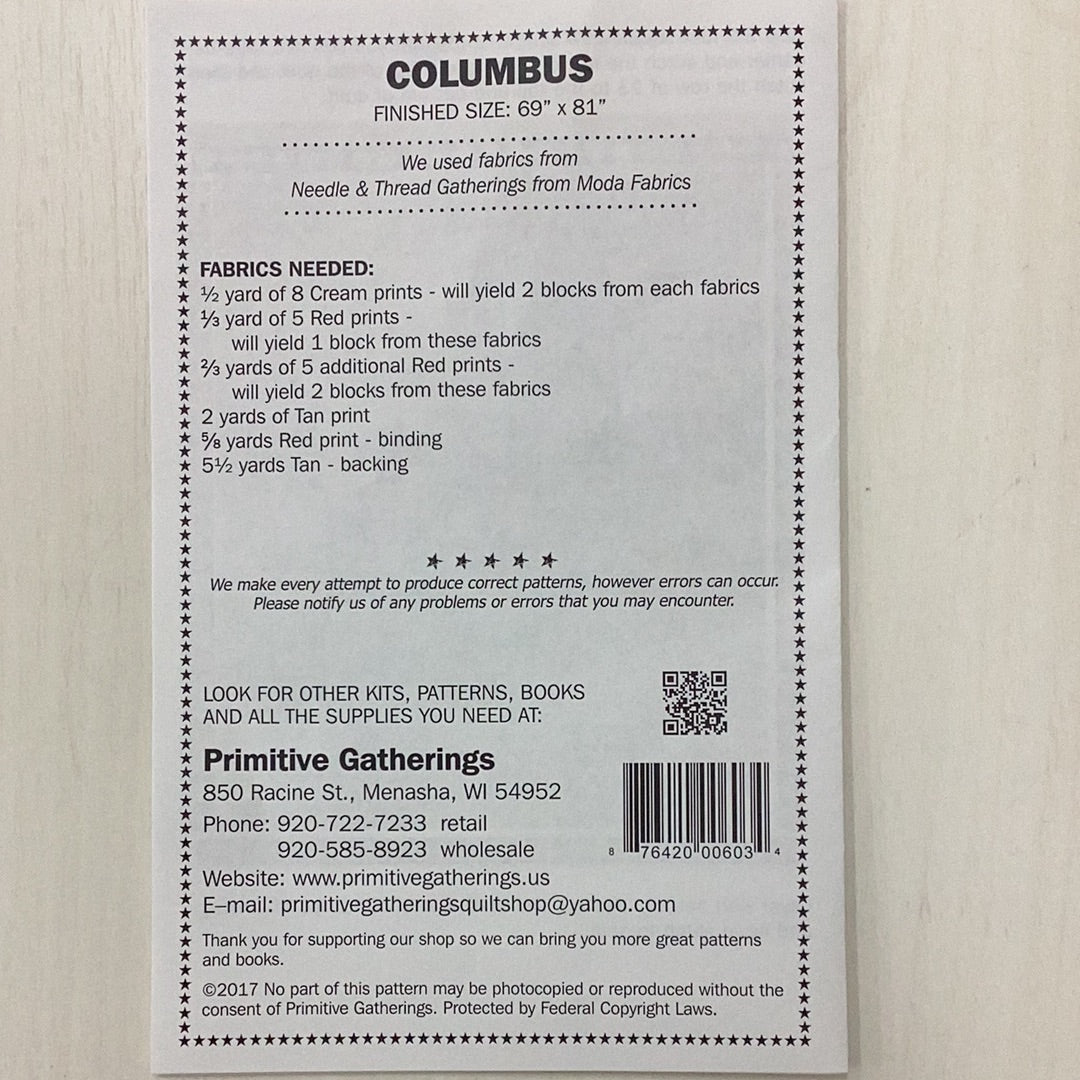 COLUMBUS
FINISHED SIZE: 69” x 81”
We used fabrics from
Needle & Thread Gatherings from Moda Fabrics
FABRICS NEEDED:
½ yard of 8 Cream prints - will yield 2 blocks from each fabrics
⅓ yard of 5 Red prints -
will yield 1 block from these fabrics
⅔ yards of 5 additional Red prints -
will yield 2 blocks from these fabrics
2 yards of Tan print
⅝ yards Red print - binding
5½ yards Tan - backing
We make every attempt to produce correct patterns, however errors can occur.
Please notify us of any problems or errors that you may encounter.
LOOK FOR OTHER KITS, PATTERNS, BOOKS
AND ALL THE SUPPLIES YOU NEED AT:
Primitive Gatherings
850 Racine St., Menasha, WI 54952
Phone: 920-722-7233 retail
920-585-8923 wholesale
8 76420 00603 4
Website: www.primitivegatherings.us
E–mail: primitivegatheringsquiltshop@yahoo.com
Thank you for supporting our shop so we can bring you more great patterns
and books.
©2017 No part of this pattern may be photocopied or reproduced without the
consent of Primitive Gatherings. Protected by Federal Copyright Laws.